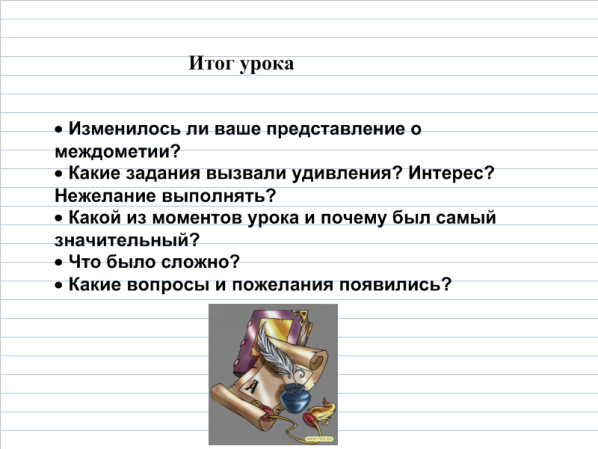 Итог урока
• Изменилось ли ваше представление о
междометии?
• Какие задания вызвали удивления? Интерес?
Нежелание выполнять?
• Какой из моментов урока и почему был самый
значительный?
• Что было сложно?
• Какие вопросы и пожелания появились?
A